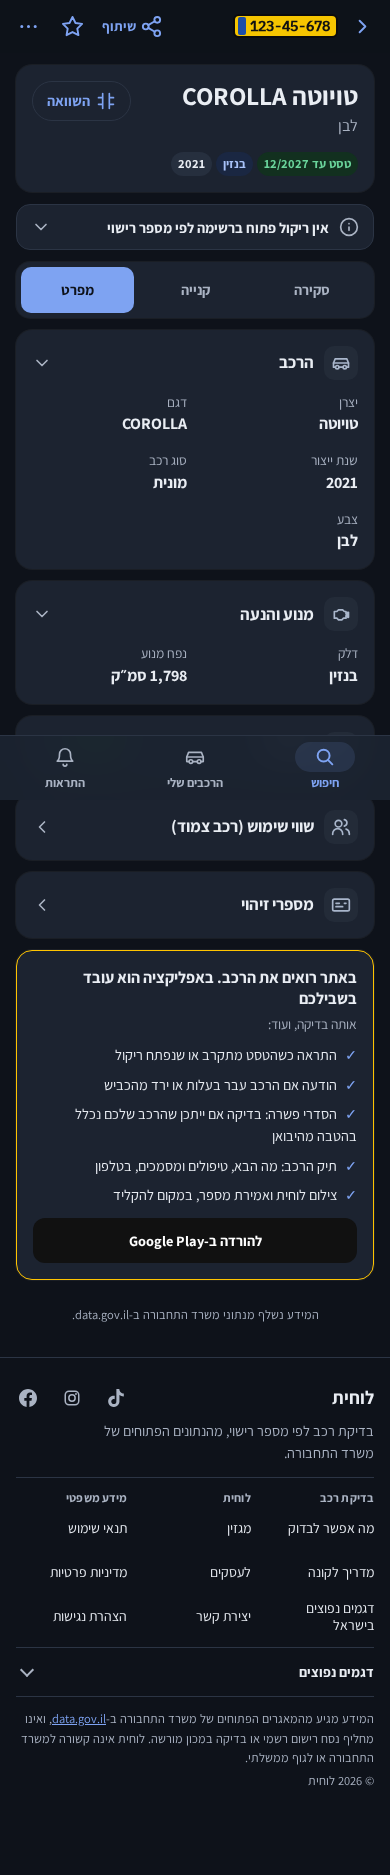 123-45-678
שיתוף
טויוטה COROLLA
השוואה
לבן
טסט עד 12/2027
בנזין
2021
אין ריקול פתוח ברשימה לפי מספר רישוי
סקירה
קנייה
מפרט
הרכב
יצרן
דגם
טויוטה
COROLLA
שנת ייצור
סוג רכב
2021
מונית
צבע
לבן
מנוע והנעה
דלק
נפח מנוע
בנזין
1,798 סמ״ק
חיפוש
הרכבים שלי
התראות
שווי שימוש (רכב צמוד)
מספרי זיהוי
באתר רואים את הרכב. באפליקציה הוא עובד
בשבילכם
אותה בדיקה, ועוד:
✓ התראה כשהטסט מתקרב או שנפתח ריקול
✓ הודעה אם הרכב עבר בעלות או ירד מהכביש
✓ הסדרי פשרה: בדיקה אם ייתכן שהרכב שלכם נכלל
בהטבה מהיבואן
✓ תיק הרכב: מה הבא, טיפולים ומסמכים, בטלפון
✓ צילום לוחית ואמירת מספר, במקום להקליד
להורדה ב-Google Play
המידע נשלף מנתוני משרד התחבורה ב-data.gov.il.
לוחית
בדיקת רכב לפי מספר רישוי, מהנתונים הפתוחים של
משרד התחבורה.
בדיקת רכב
לוחית
מידע משפטי
מה אפשר לבדוק
מגזין
תנאי שימוש
מדריך לקונה
לעסקים
מדיניות פרטיות
דגמים נפוצים
בישראל
יצירת קשר
הצהרת נגישות
דגמים נפוצים
המידע מגיע מהמאגרים הפתוחים של משרד התחבורה ב-data.gov.il, ואינו
מחליף נסח רישום רשמי או בדיקה במכון מורשה. לוחית אינה קשורה למשרד
התחבורה או לגוף ממשלתי.
© 2026 לוחית